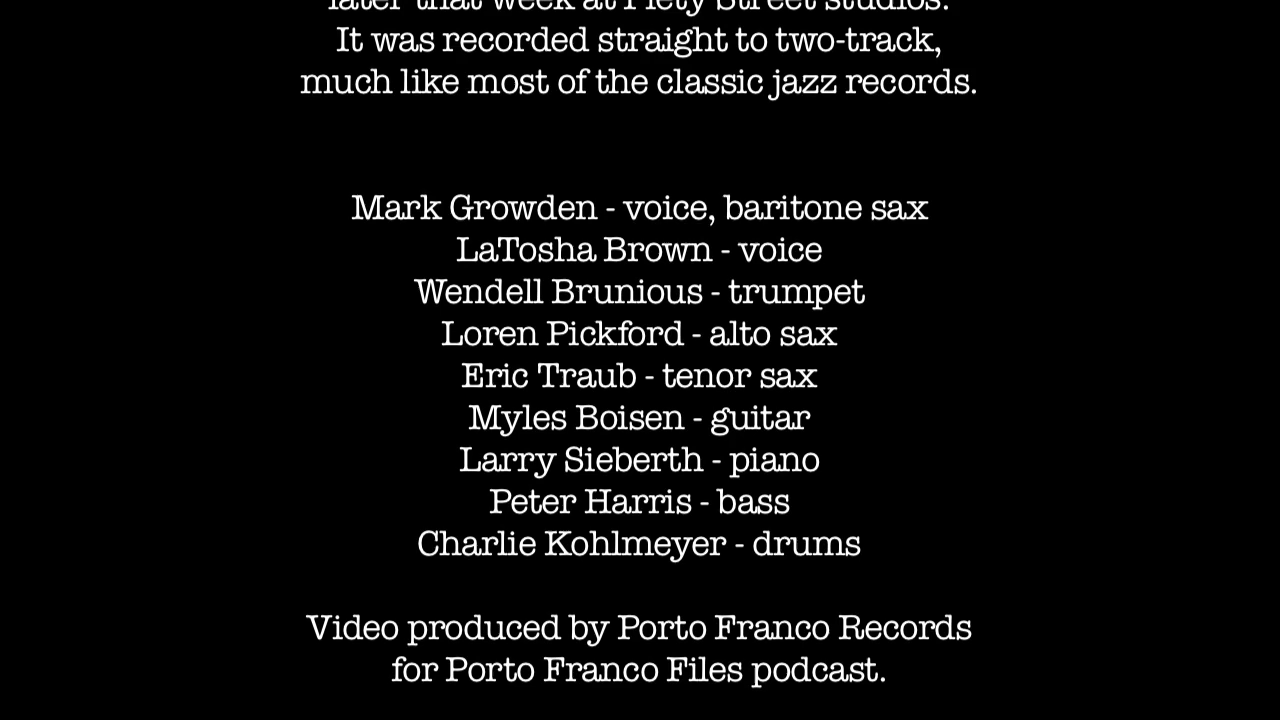 later that week at Piety Street studios.
It was recorded straight to two-track,
much like most of the classic jazz records.
Mark Growden - voice, baritone sax
LaTosha Brown - voice
Wendell Brunious - trumpet
Loren Pickford - alto sax
Eric Traub - tenor sax
Myles Boisen - guitar
Larry Sieberth - piano
Peter Harris - bass
Charlie Kohlmeyer - drums
Video produced by Porto Franco Records
for Porto Franco Files podcast.